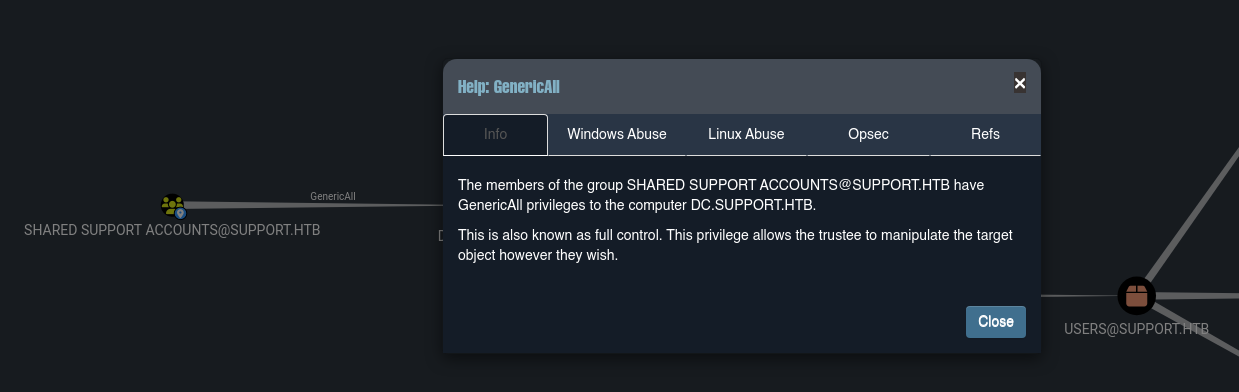 Help: GenericAll
×
Info Windows Abuse Linux Abuse Opsec Refs
The members of the group SHARED SUPPORT ACCOUNTS@SUPPORT.HTB have
GenericAll privileges to the computer DC.SUPPORT.HTB.
This is also known as full control. This privilege allows the trustee to manipulate the target
object however they wish.
Close
GenericAll
SHARED SUPPORT ACCOUNTS@SUPPORT.HTB
USERS@SUPPORT.HTB